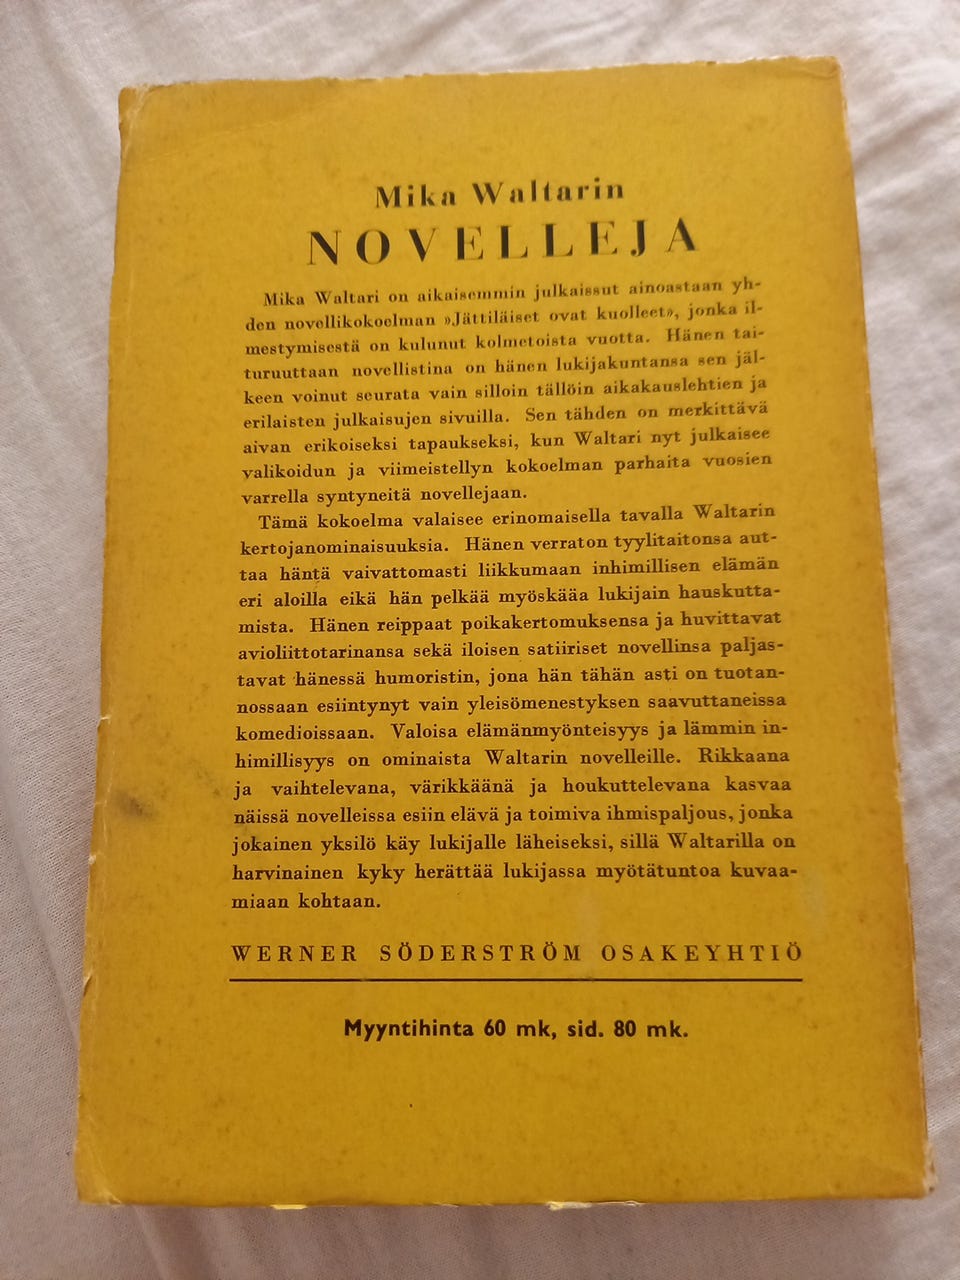 Mika Waltarin
NOVELLEJA
Mika Waltari on aikaisemmin julkaissut ainoastaan yh-
den novellikokoelman »Jättiläiset ovat kuolleet», jonka il-
mestymisestä on kulunut kolmetoista vuotta. Hänen tai-
turuuttaan novellistina on hänen lukijakuntansa sen jäl-
keen voinut seurata vain silloin tällöin aikakauslehtien ja
erilaisten julkaisujen sivuilla. Sen tähden on merkittävä
aivan erikoiseksi tapaukseksi, kun Waltari nyt julkaisee
valikoidun ja viimeistellyn kokoelman parhaita vuosien
varrella syntyneitä novellejaan.
Tämä kokoelma valaisee erinomaisella tavalla Waltarin
kertojanominaisuuksia. Hänen verraton tyylitaitonsa aut-
taa häntä vaivattomasti liikkumaan inhimillisen elämän
eri aloilla eikä hän pelkää myöskääa lukijain hauskutta-
mista. Hänen reippaat poikakertomuksensa ja huvittavat
avioliittotarinansa sekä iloisen satiiriset novellinsa paljas-
tavat hänessä humoristin, jona hän tähän asti on tuotan-
nossaan esiintynyt vain yleisömenestyksen saavuttaneissa
komedioissaan. Valoisa elämänmyönteisyys ja lämmin in-
himillisyys on ominaista Waltarin novelleille. Rikkaana
ja vaihtelevana, värikkäänä ja houkuttelevana kasvaa
näissä novelleissa esiin elävä ja toimiva ihmispaljous, jonka
jokainen yksilö käy lukijalle läheiseksi, sillä Waltarilla on
harvinainen kyky herättää lukijassa myötätuntoa kuvaa-
miaan kohtaan.
WERNER SÖDERSTRÖM OSAKEYHTIÖ
Myyntihinta 60 mk, sid. 80 mk.